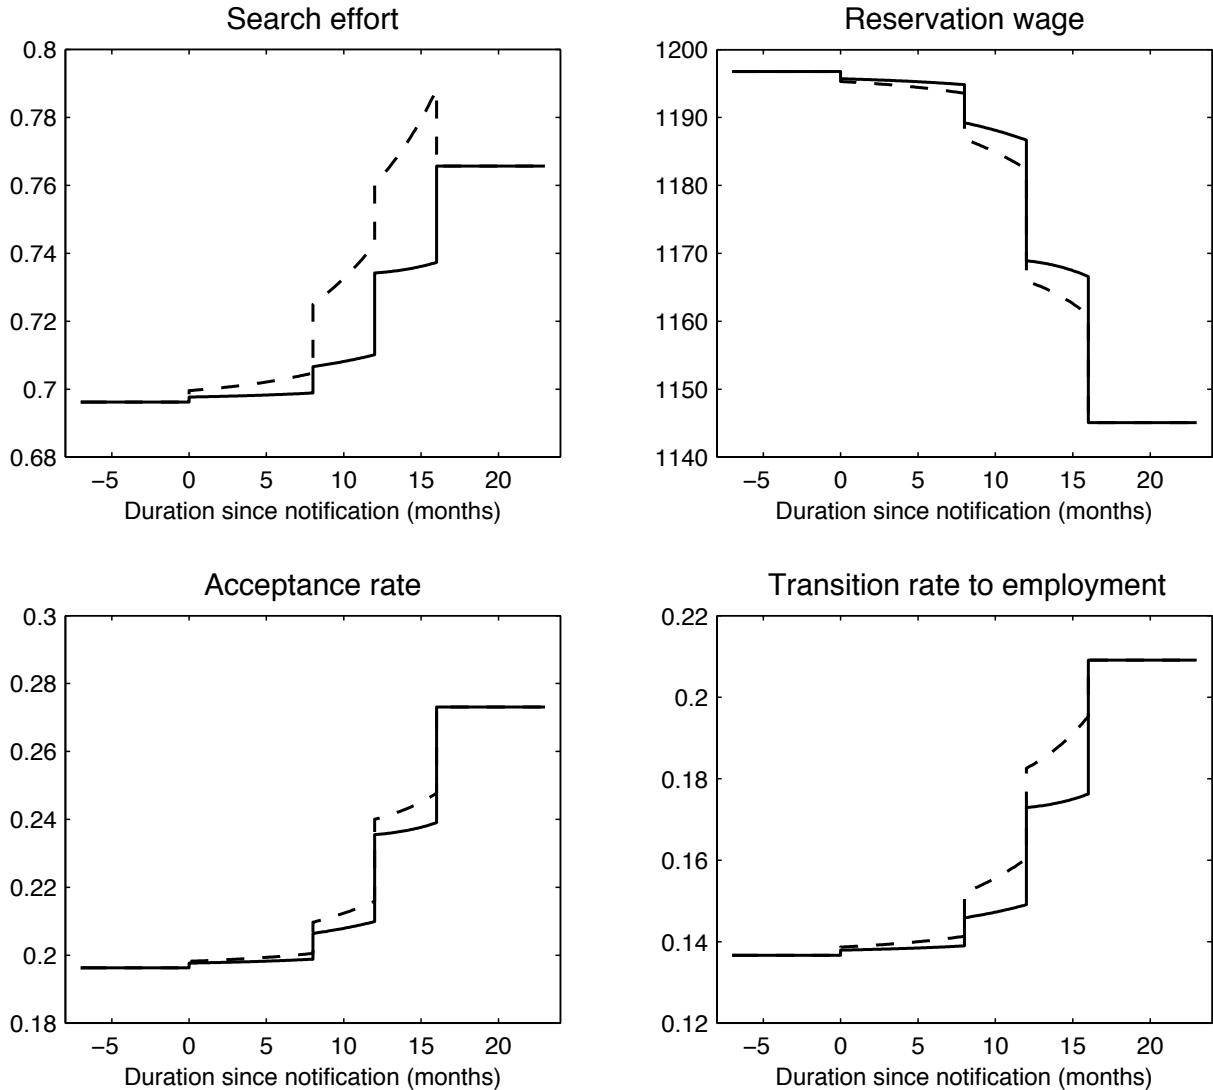 Search effort
0.8
0.78
0.76
0.74
0.72
0.7
0.68
−5 0 5 10 15 20
Duration since notification (months)
Reservation wage
1200
1190
1180
1170
1160
1150
1140
−5 0 5 10 15 20
Duration since notification (months)
Acceptance rate
0.3
0.28
0.26
0.24
0.22
0.2
0.18
−5 0 5 10 15 20
Duration since notification (months)
Transition rate to employment
0.22
0.2
0.18
0.16
0.14
0.12
−5 0 5 10 15 20
Duration since notification (months)